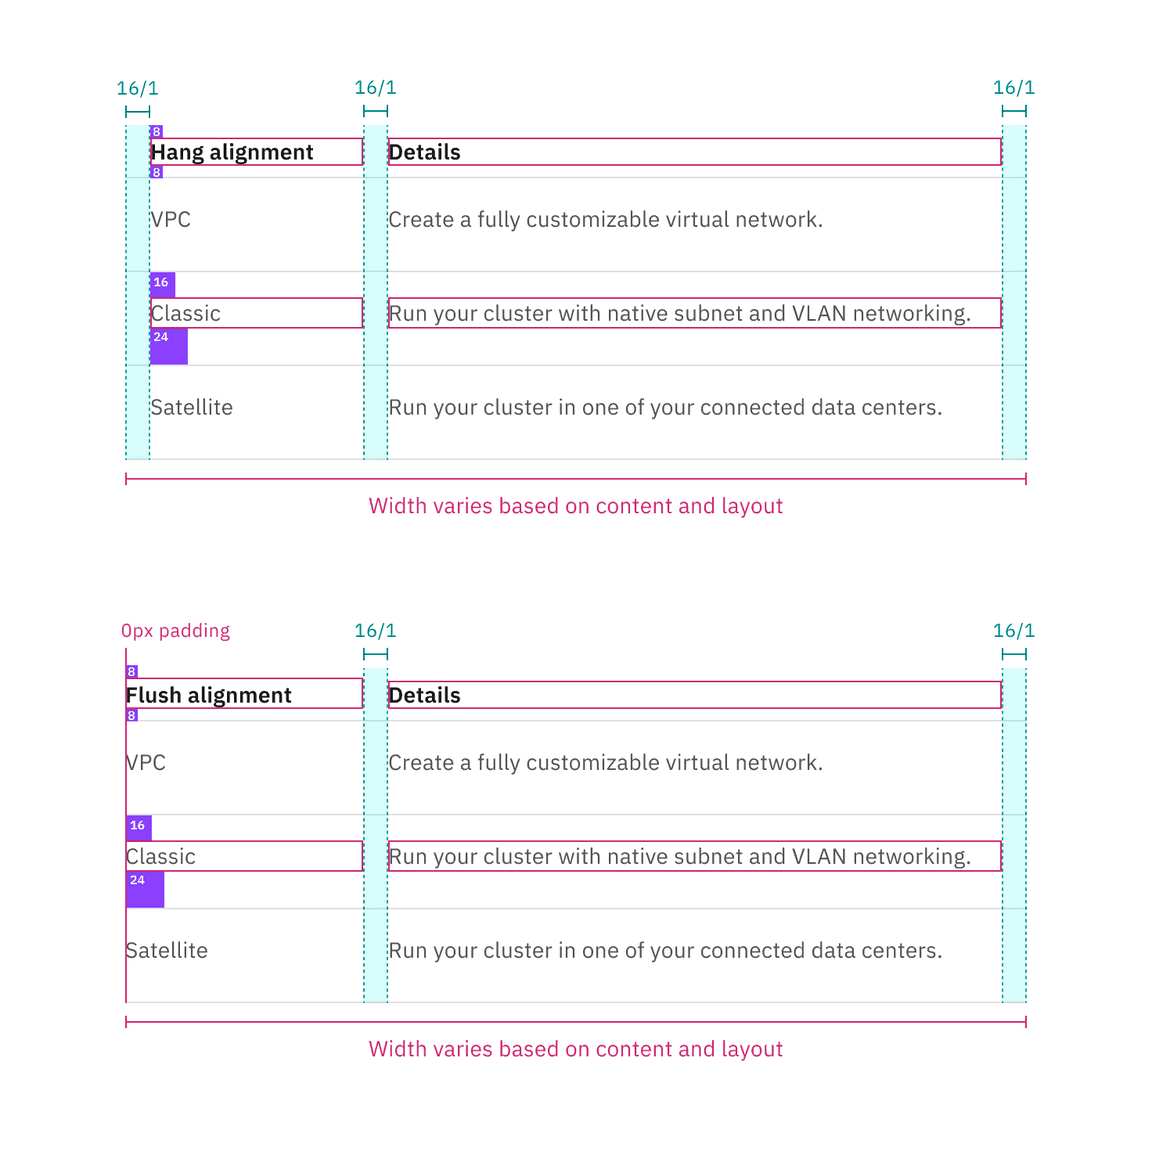 16/1 16/1 16/1
8
Hang alignment Details
8
VPC Create a fully customizable virtual network.
16
Classic Run your cluster with native subnet and VLAN networking.
24
Satellite Run your cluster in one of your connected data centers.
Width varies based on content and layout
0px padding 16/1 16/1
8
Flush alignment Details
8
VPC Create a fully customizable virtual network.
16
Classic Run your cluster with native subnet and VLAN networking.
24
Satellite Run your cluster in one of your connected data centers.
Width varies based on content and layout